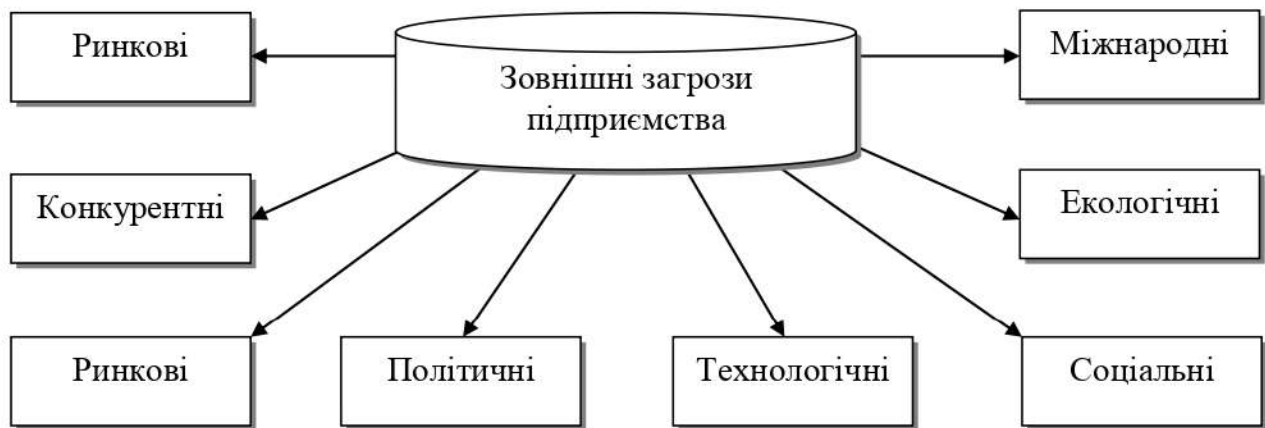 Ринкові
Зовнішні загрози
підприємства
Міжнародні
Конкурентні
Екологічні
Ринкові
Політичні
Технологічні
Соціальні